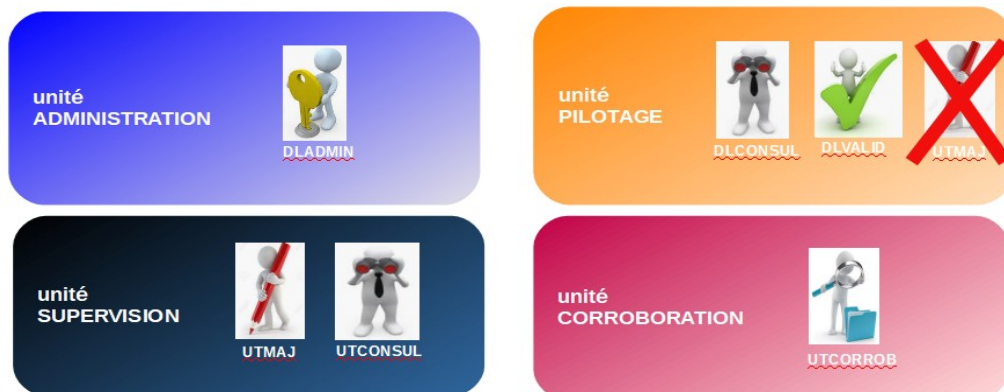 unité
ADMINISTRATION
DLADMIN
unité
PILOTAGE
DLCONSUL
DLVALID
UTMAJ
unité
SUPERVISION
UTMAJ
UTCONSUL
unité
CORROBORATION
UTCORROB